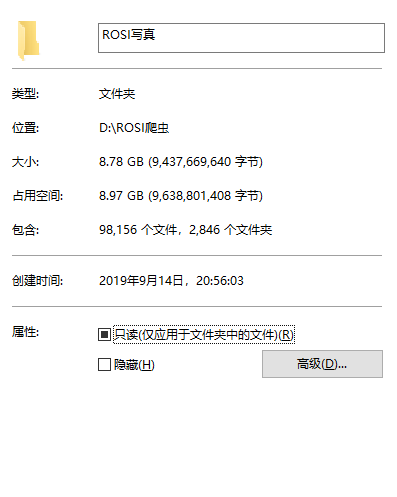 ROSI写真
类型: 文件夹
位置: D:\ROSI爬虫
大小: 8.78 GB (9,437,669,640 字节)
占用空间: 8.97 GB (9,638,801,408 字节)
包含: 98,156 个文件，2,846 个文件夹
创建时间: 2019年9月14日，20:56:03
属性: 只读(仅应用于文件夹中的文件)(R)
隐藏(H)
高级(D)...